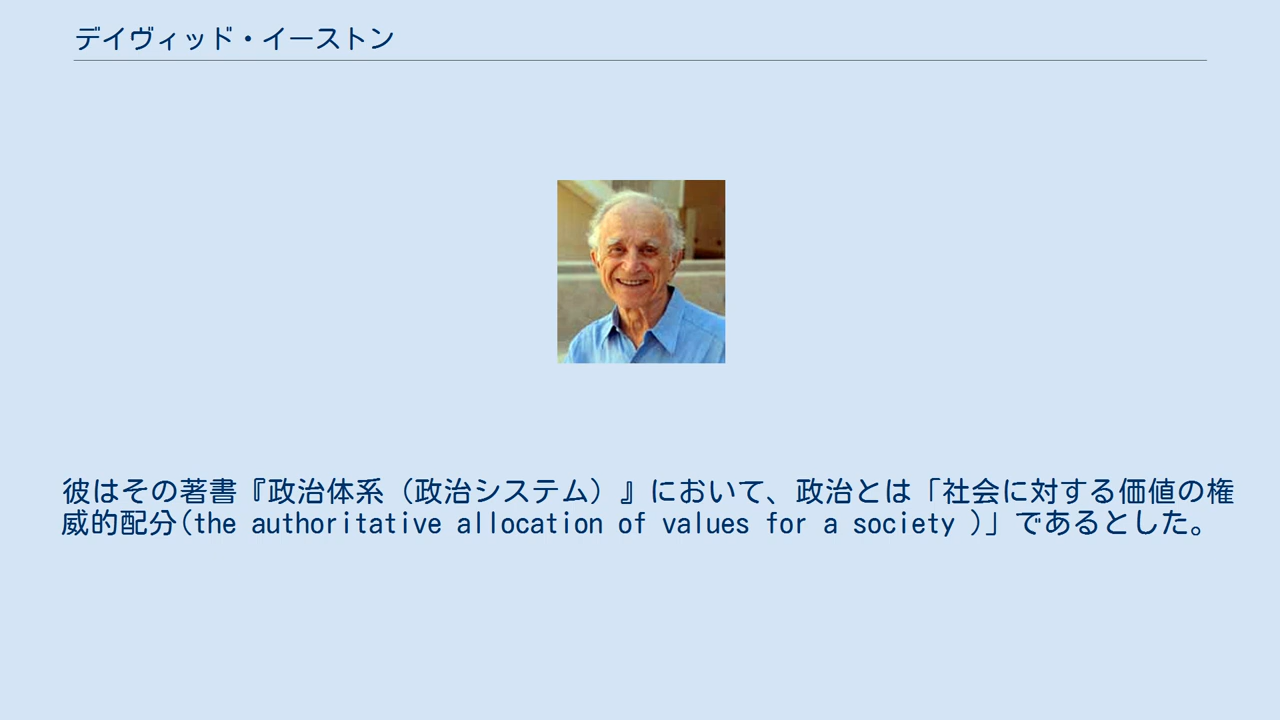 デイヴィッド・イーストン
彼はその著書『政治体系（政治システム）』において、政治とは「社会に対する価値の権
威的配分(the authoritative allocation of values for a society )」であるとした。